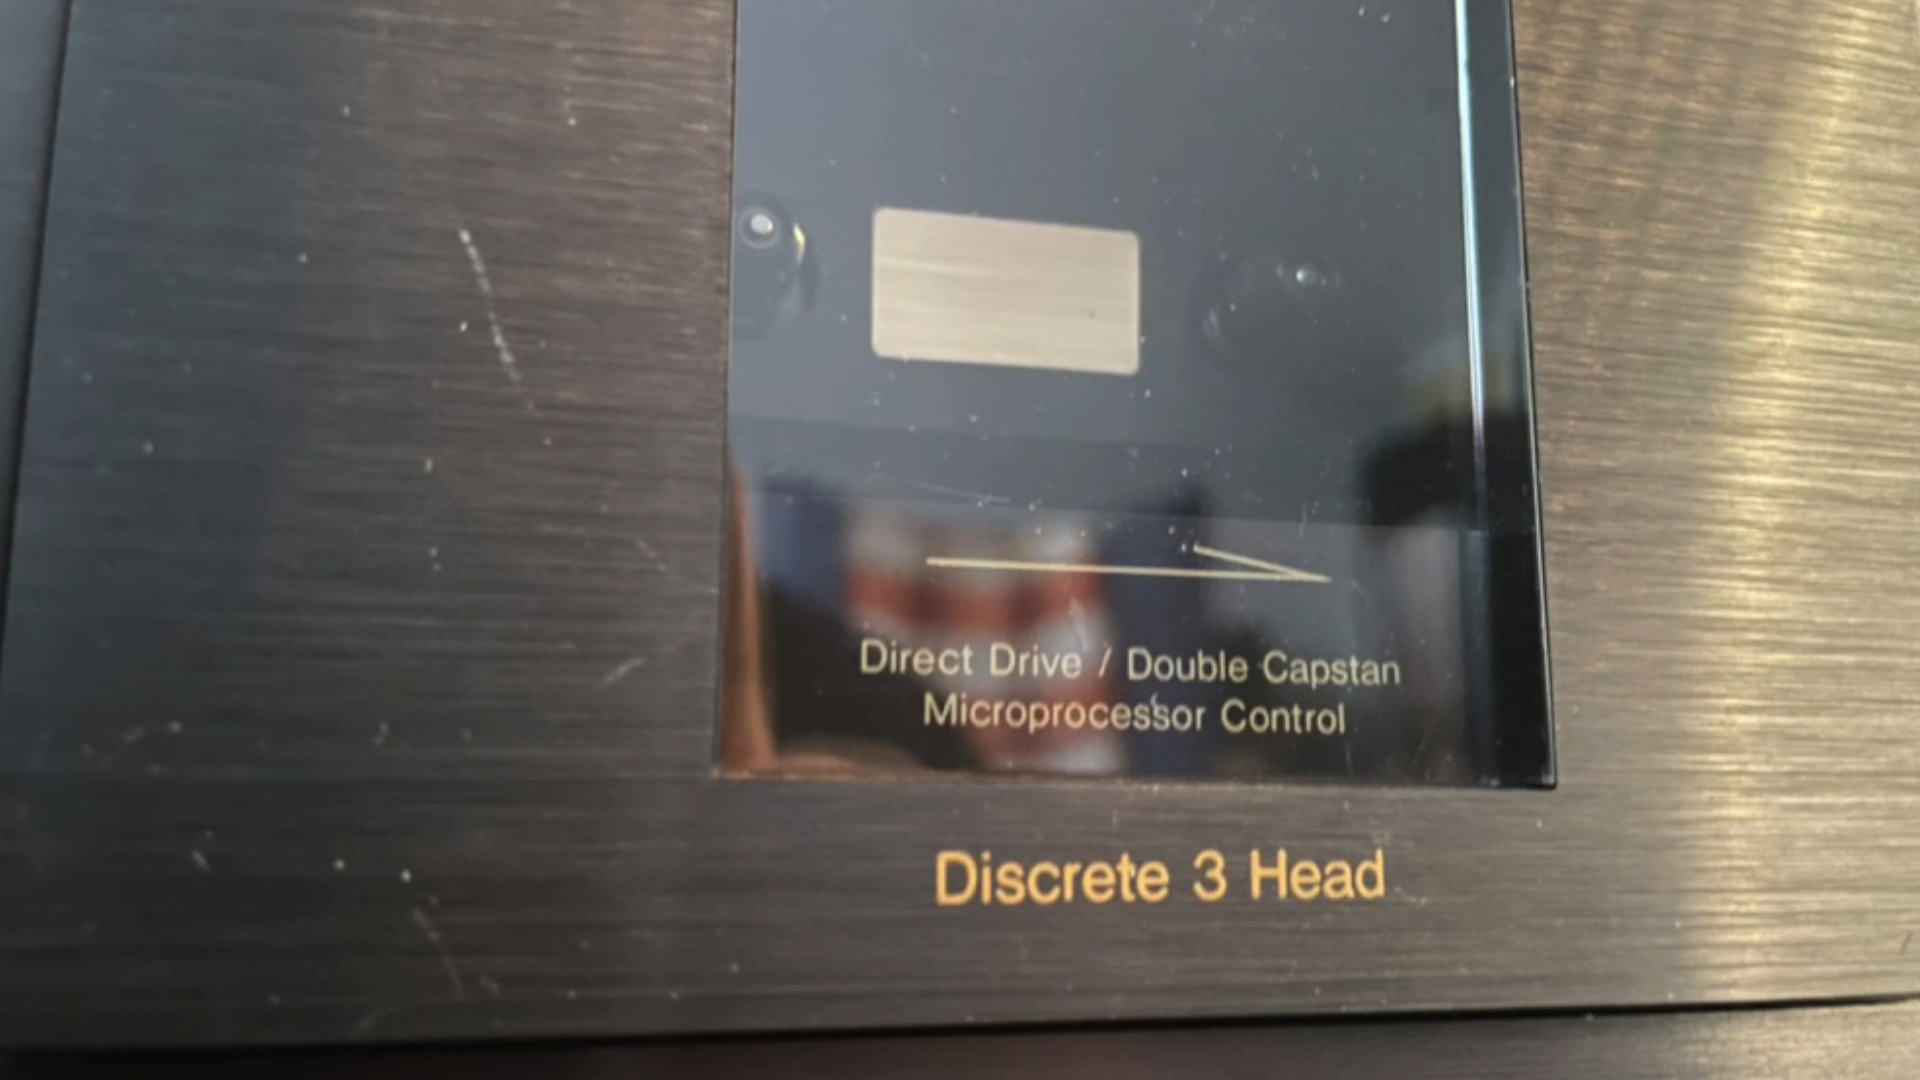 Direct Drive / Double Capstan
Microprocessor Control
Discrete 3 Head